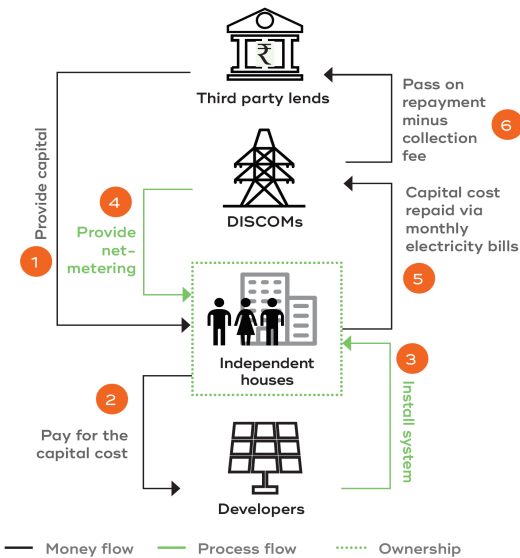 ₹
Third party lends
1
Provide capital
Pass on
repayment
minus
collection
fee
6
DISCOMs
4
Provide
net-
metering
Capital cost
repaid via
monthly
electricity bills
5
Independent
houses
2
Pay for the
capital cost
3
Install system
Developers
Money flow
Process flow
Ownership